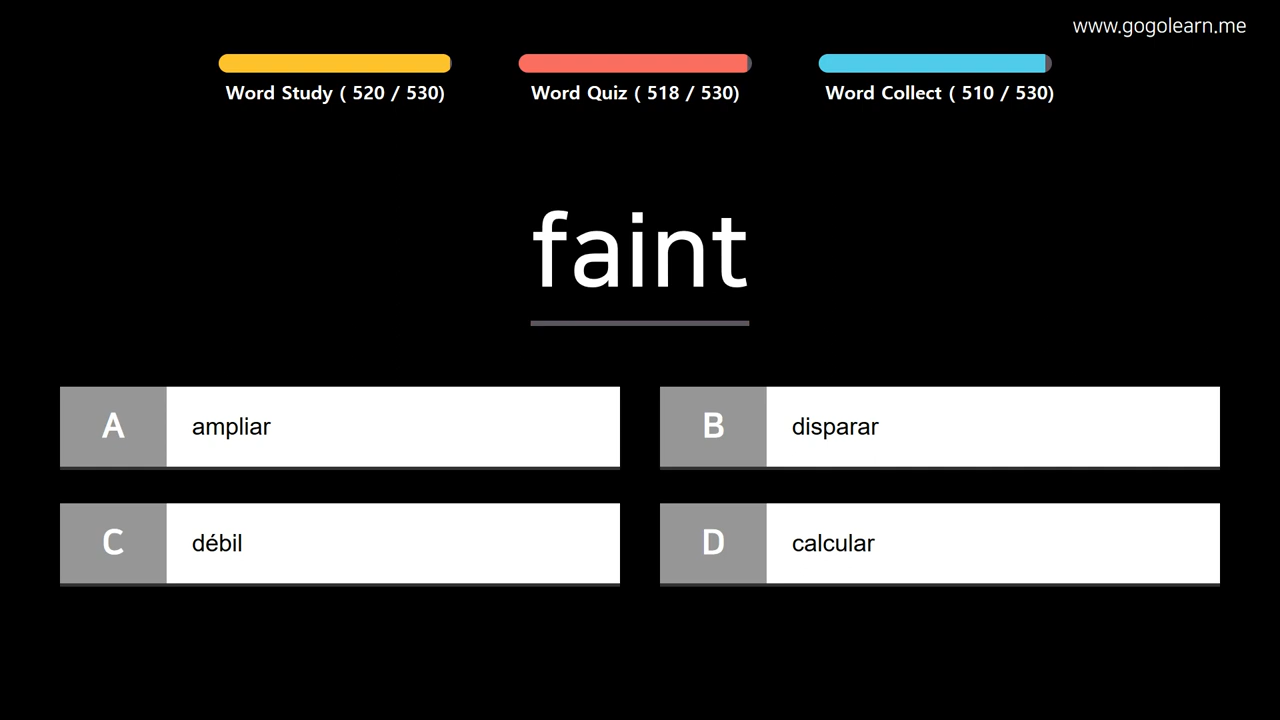 www.gogolearn.me
Word Study ( 520 / 530)
Word Quiz ( 518 / 530)
Word Collect ( 510 / 530)
faint
A ampliar
B disparar
C débil
D calcular